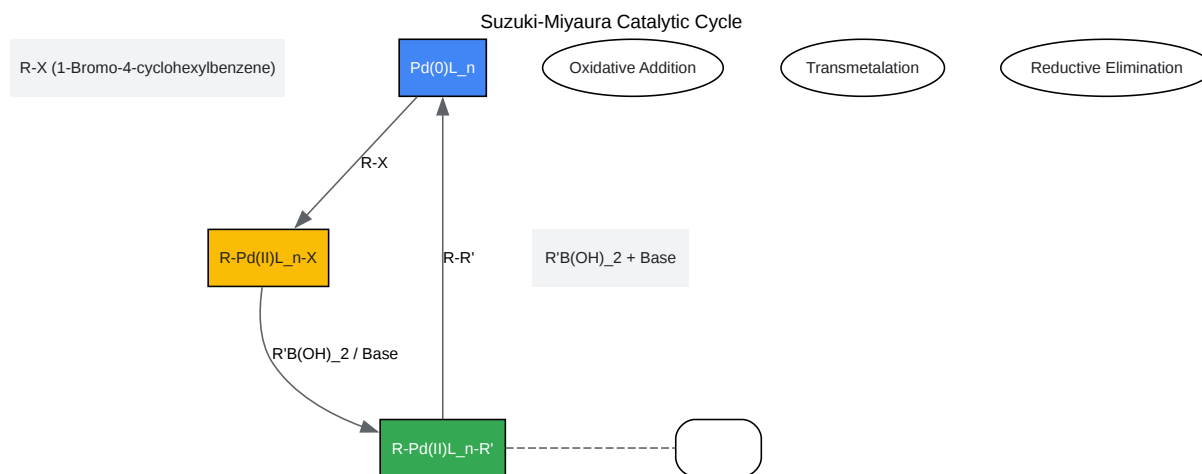 Suzuki-Miyaura Catalytic Cycle
R-X (1-Bromo-4-cyclohexylbenzene)
Pd(0)L_n
Oxidative Addition
Transmetalation
Reductive Elimination
R-X
R-Pd(II)L_n-X
R-R'
R'B(OH)_2 + Base
R'B(OH)_2 / Base
R-Pd(II)L_n-R'